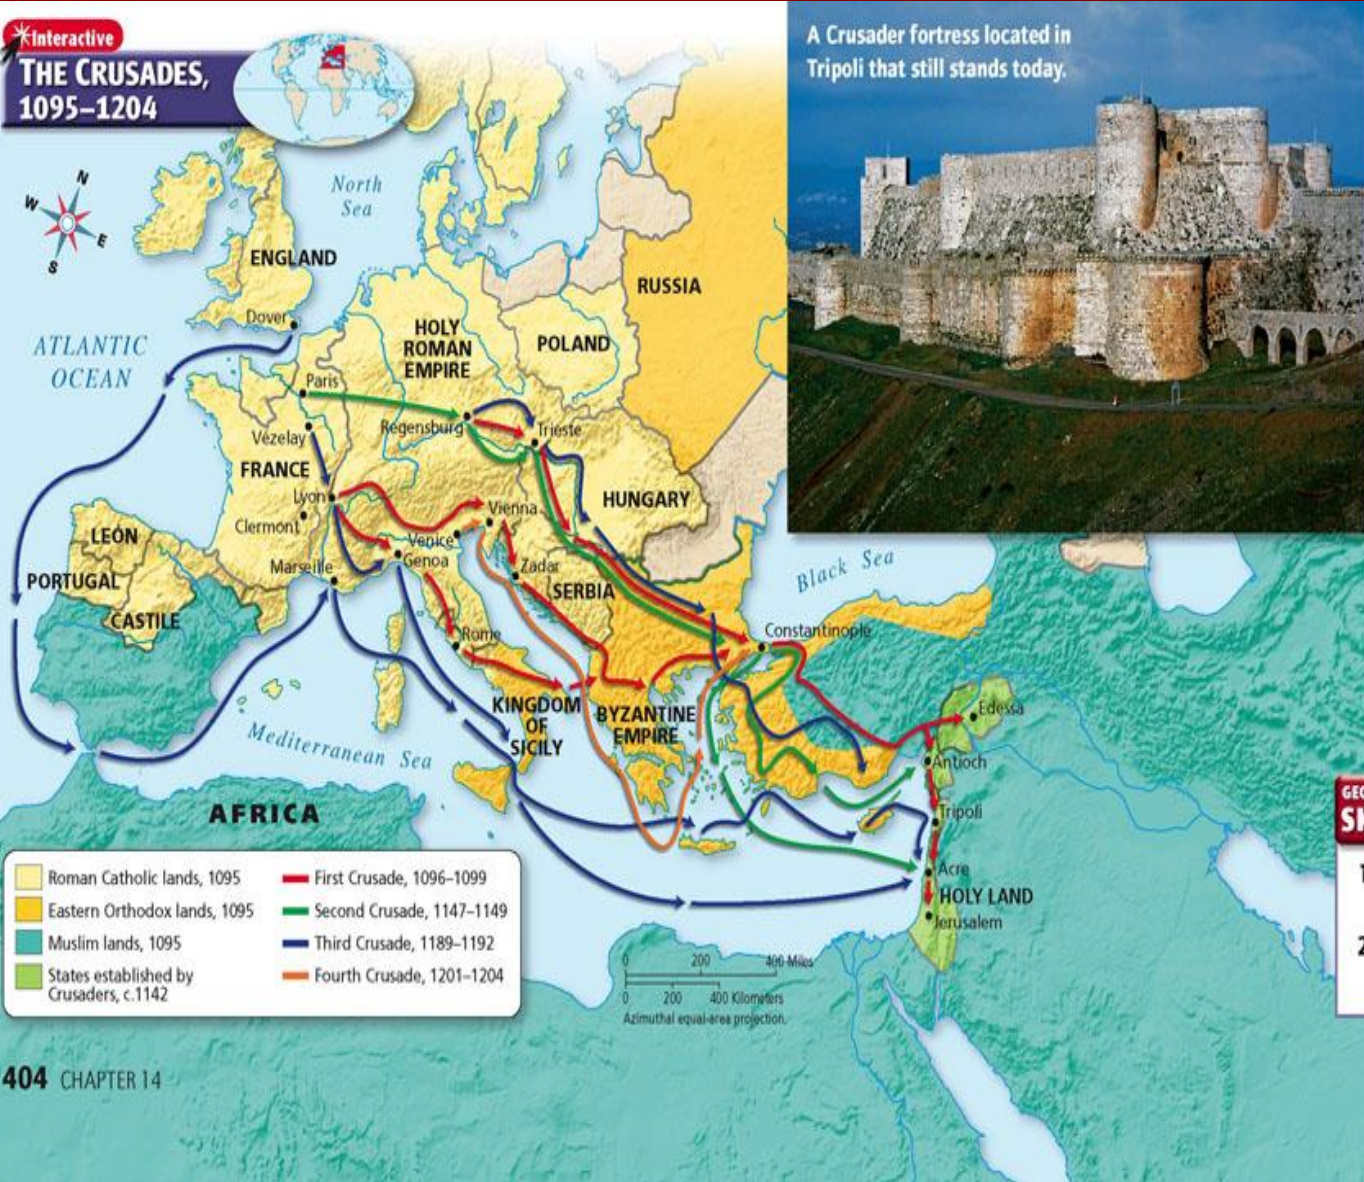 Interactive
THE CRUSADES,
1095–1204
A Crusader fortress located in
Tripoli that still stands today.
N
W
E
S
North
Sea
ENGLAND
Dover
ATLANTIC
OCEAN
RUSSIA
HOLY
ROMAN
EMPIRE
POLAND
Paris
Regensburg
Trieste
Vézelay
FRANCE
Lyon
HUNGARY
Clermont
Vienna
LEÓN
Venice
Genoa
Marseille
Zadar
PORTUGAL
SERBIA
CASTILE
Black Sea
Rome
Constantinople
KINGDOM
OF
SICILY
BYZANTINE
EMPIRE
Edessa
Mediterranean Sea
Antioch
AFRICA
Tripoli
Acre
HOLY LAND
Jerusalem
Roman Catholic lands, 1095
Eastern Orthodox lands, 1095
Muslim lands, 1095
States established by
Crusaders, c.1142
First Crusade, 1096–1099
Second Crusade, 1147–1149
Third Crusade, 1189–1192
Fourth Crusade, 1201–1204
0 200 400 Miles
0 200 400 Kilometers
Azimuthal equal-area projection.
404 CHAPTER 14